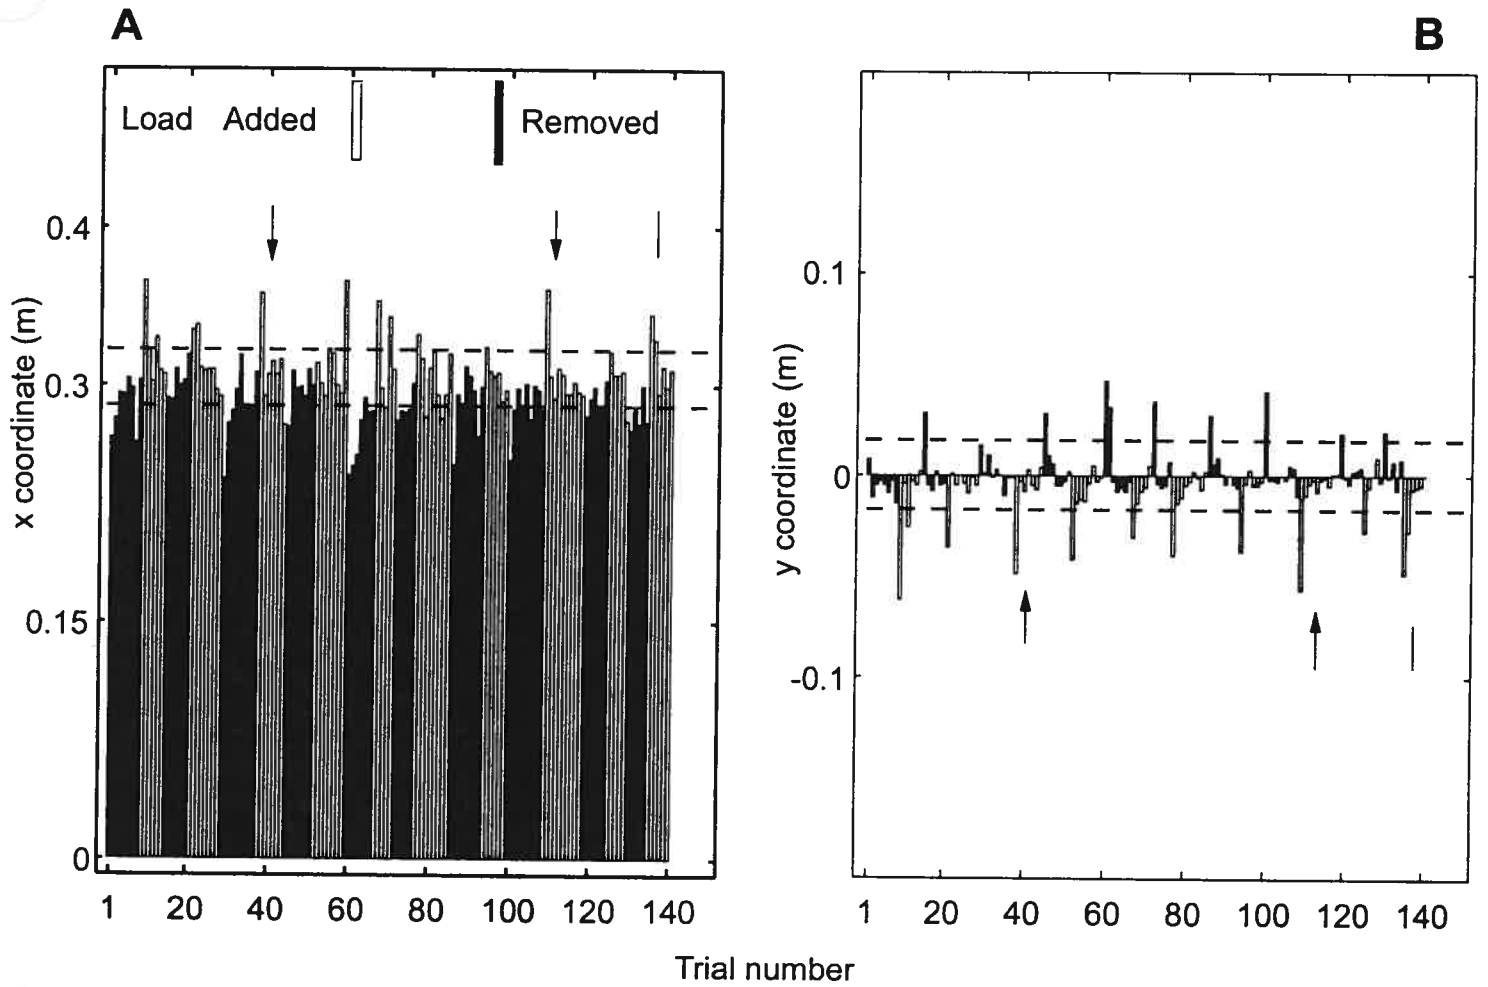 A
B
Load Added Removed
x coordinate (m)
0.4
0.3
0.15
0
1 20 40 60 80 100 120 140
y coordinate (m)
0.1
0
-0.1
1 20 40 60 80 100 120 140
Trial number